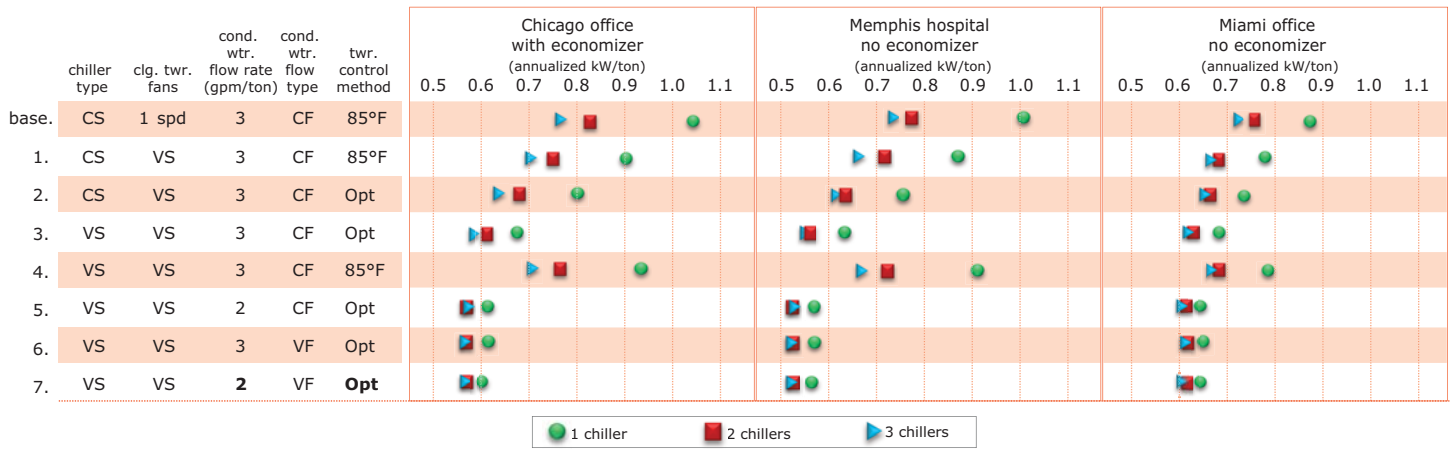 Chicago office
with economizer
(annualized kW/ton)
Memphis hospital
no economizer
(annualized kW/ton)
Miami office
no economizer
(annualized kW/ton)
chiller
type
clg. twr.
fans
cond.
wtr.
flow rate
(gpm/ton)
cond.
wtr.
flow
type
twr.
control
method
0.5 0.6 0.7 0.8 0.9 1.0 1.1
0.5 0.6 0.7 0.8 0.9 1.0 1.1
0.5 0.6 0.7 0.8 0.9 1.0 1.1
base. CS 1 spd 3 CF 85°F
1. CS VS 3 CF 85°F
2. CS VS 3 CF Opt
3. VS VS 3 CF Opt
4. VS VS 3 CF 85°F
5. VS VS 2 CF Opt
6. VS VS 3 VF Opt
7. VS VS 2 VF Opt
1 chiller 2 chillers 3 chillers